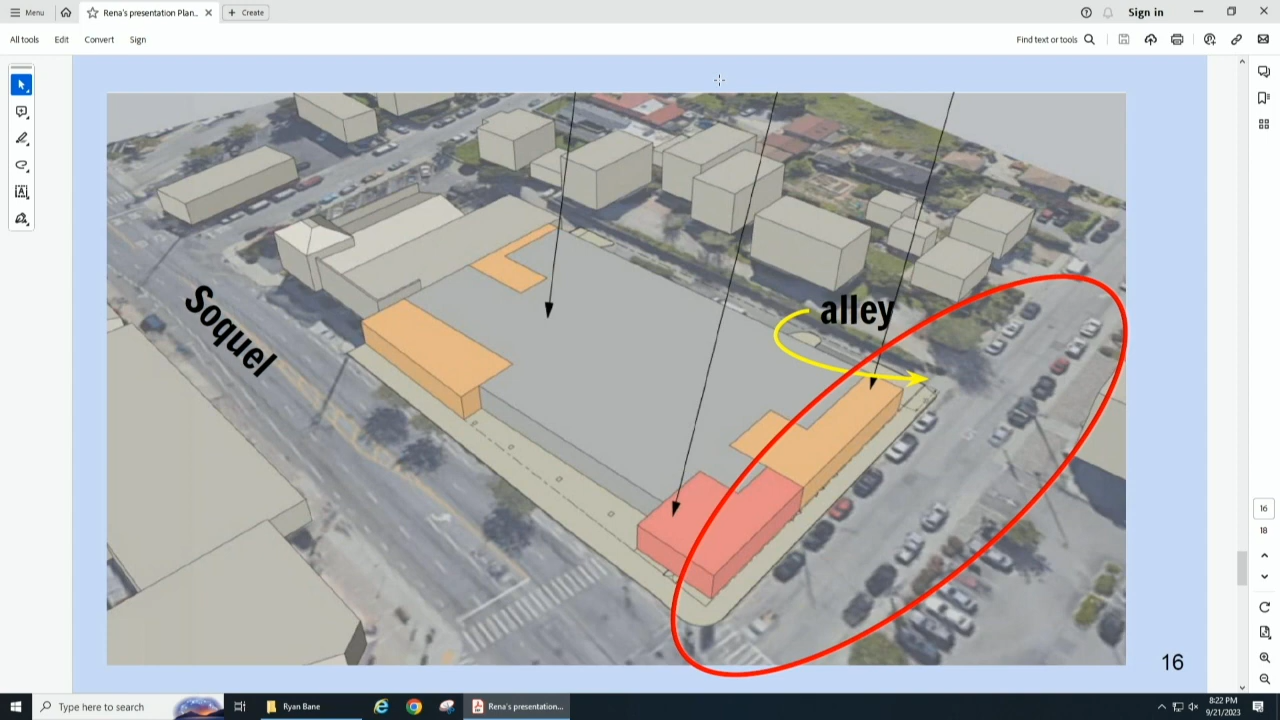 Menu
Rena's presentation Plan..
Create
Sign in
All tools
Edit
Convert
Sign
Find text or tools
Soquel
alley
16
16
18
Type here to search
Ryan Bane
Rena's presentation...
8:22 PM
9/21/2023